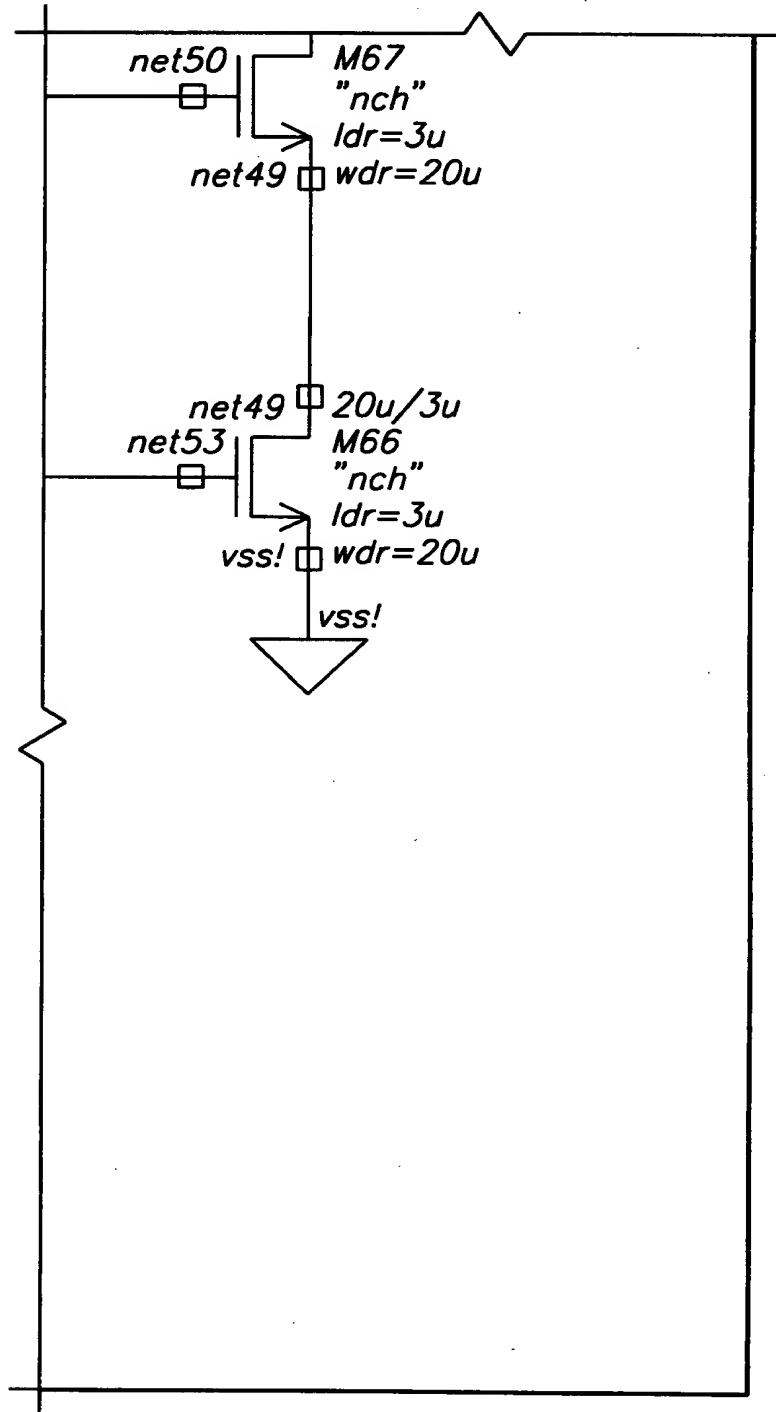 net50
M67
"nch"
ldr=3u
net49
wdr=20u
net49
20u/3u
net53
M66
"nch"
ldr=3u
vss!
wdr=20u
vss!